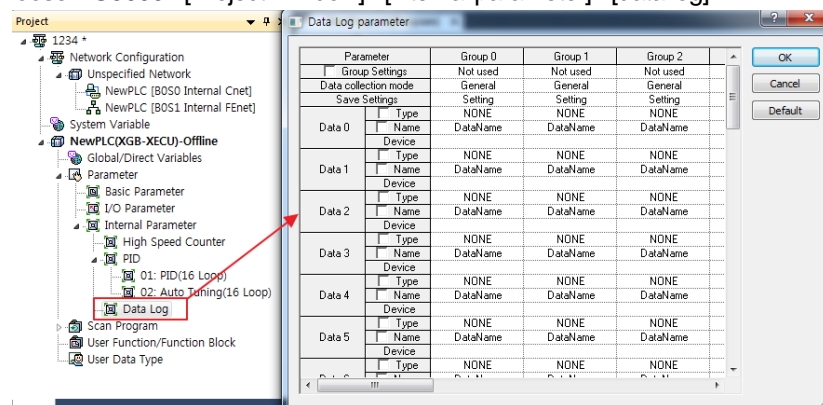 Project
1234 *
Network Configuration
Unspecified Network
NewPLC [B0S0 Internal Cnet]
NewPLC [B0S1 Internal FEnet]
System Variable
NewPLC(XGB-XECU)-Offline
Global/Direct Variables
Parameter
Basic Parameter
I/O Parameter
Internal Parameter
High Speed Counter
PID
01: PID(16 Loop)
02: Auto Tuning(16 Loop)
Data Log
Scan Program
User Function/Function Block
User Data Type
Data Log parameter
Parameter Group 0 Group 1 Group 2
Group Settings Not used Not used Not used
Data collection mode General General General
Save Settings Setting Setting Setting
Data 0 Type NONE NONE NONE
Name DataName DataName DataName
Device
Data 1 Type NONE NONE NONE
Name DataName DataName DataName
Device
Data 2 Type NONE NONE NONE
Name DataName DataName DataName
Device
Data 3 Type NONE NONE NONE
Name DataName DataName DataName
Device
Data 4 Type NONE NONE NONE
Name DataName DataName DataName
Device
Data 5 Type NONE NONE NONE
Name DataName DataName DataName
Device
Type NONE NONE NONE
OK
Cancel
Default